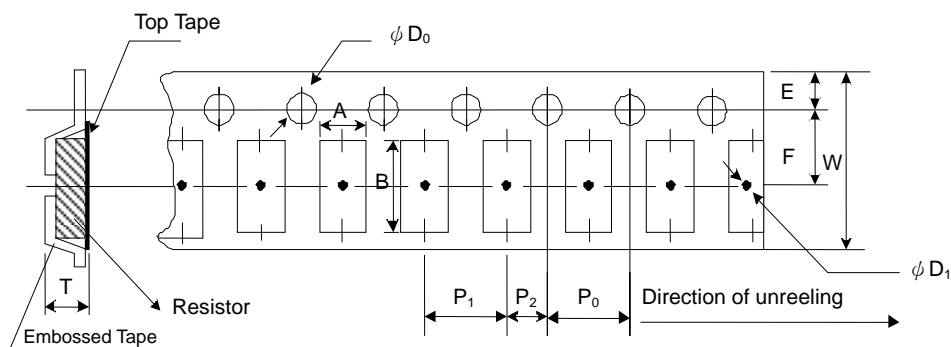 Top Tape
φ D0
A
E
F
W
B
φ D1
T
Resistor
P1
P2
P0
Direction of unreeling
Embossed Tape